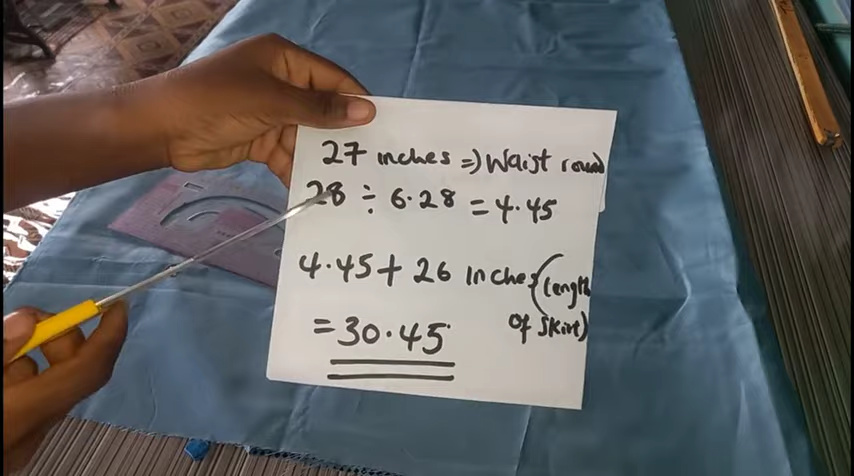 27 inches => Waist round
28 ÷ 6.28 = 4.45
4.45 + 26 Inches (length of skirt)
= 30.45